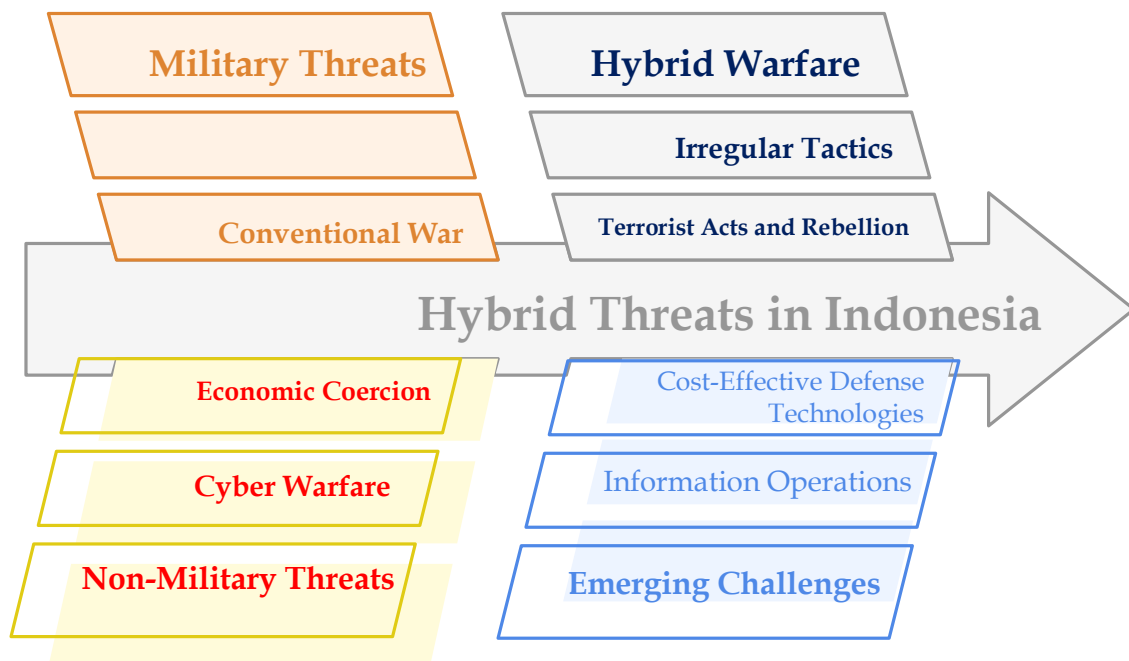 Military Threats
Hybrid Warfare
Irregular Tactics
Conventional War
Terrorist Acts and Rebellion
Hybrid Threats in Indonesia
Economic Coercion
Cost-Effective Defense
Technologies
Cyber Warfare
Information Operations
Non-Military Threats
Emerging Challenges